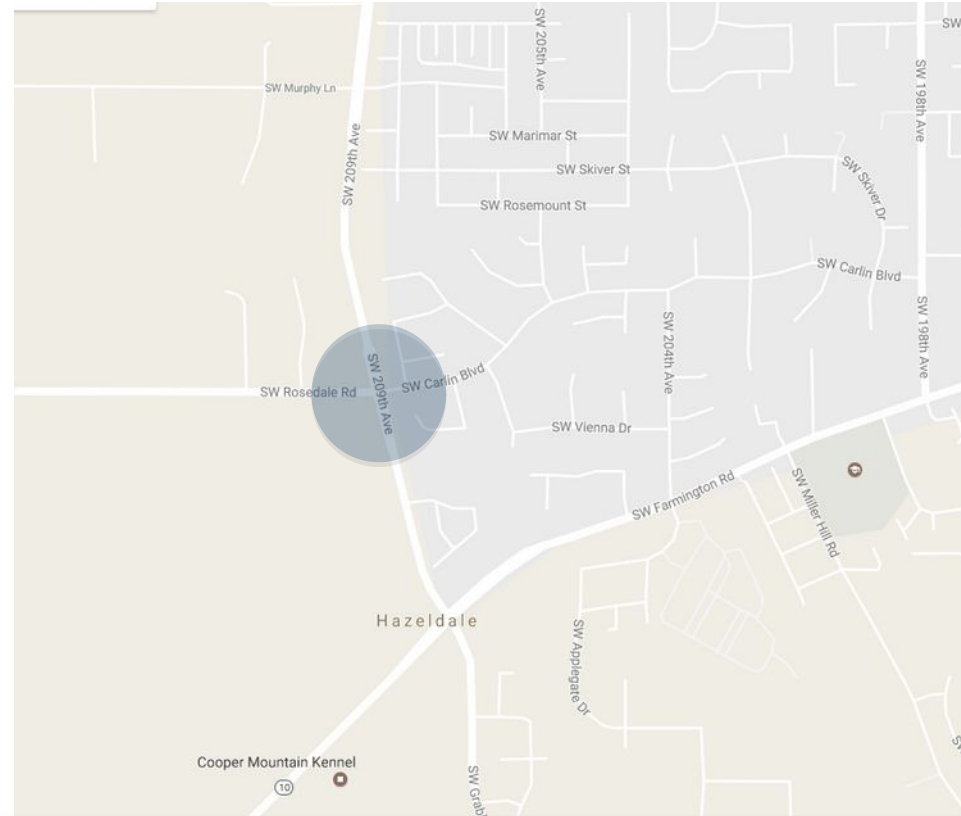 SW
SW 205th Ave
SW 198th Ave
SW Murphy Ln
SW 209th Ave
SW Marimar St
SW Skiver St
SW Skiver Dr
SW Rosemount St
SW Carlin Blvd
SW 198th Ave
SW 204th Ave
SW 209th Ave
SW Carlin Blvd
SW Rosedale Rd
SW Vienna Dr
SW Farmington Rd
SW Miller Hill Rd
Hazeldale
SW Applegate Dr
Cooper Mountain Kennel
10
SW Grab